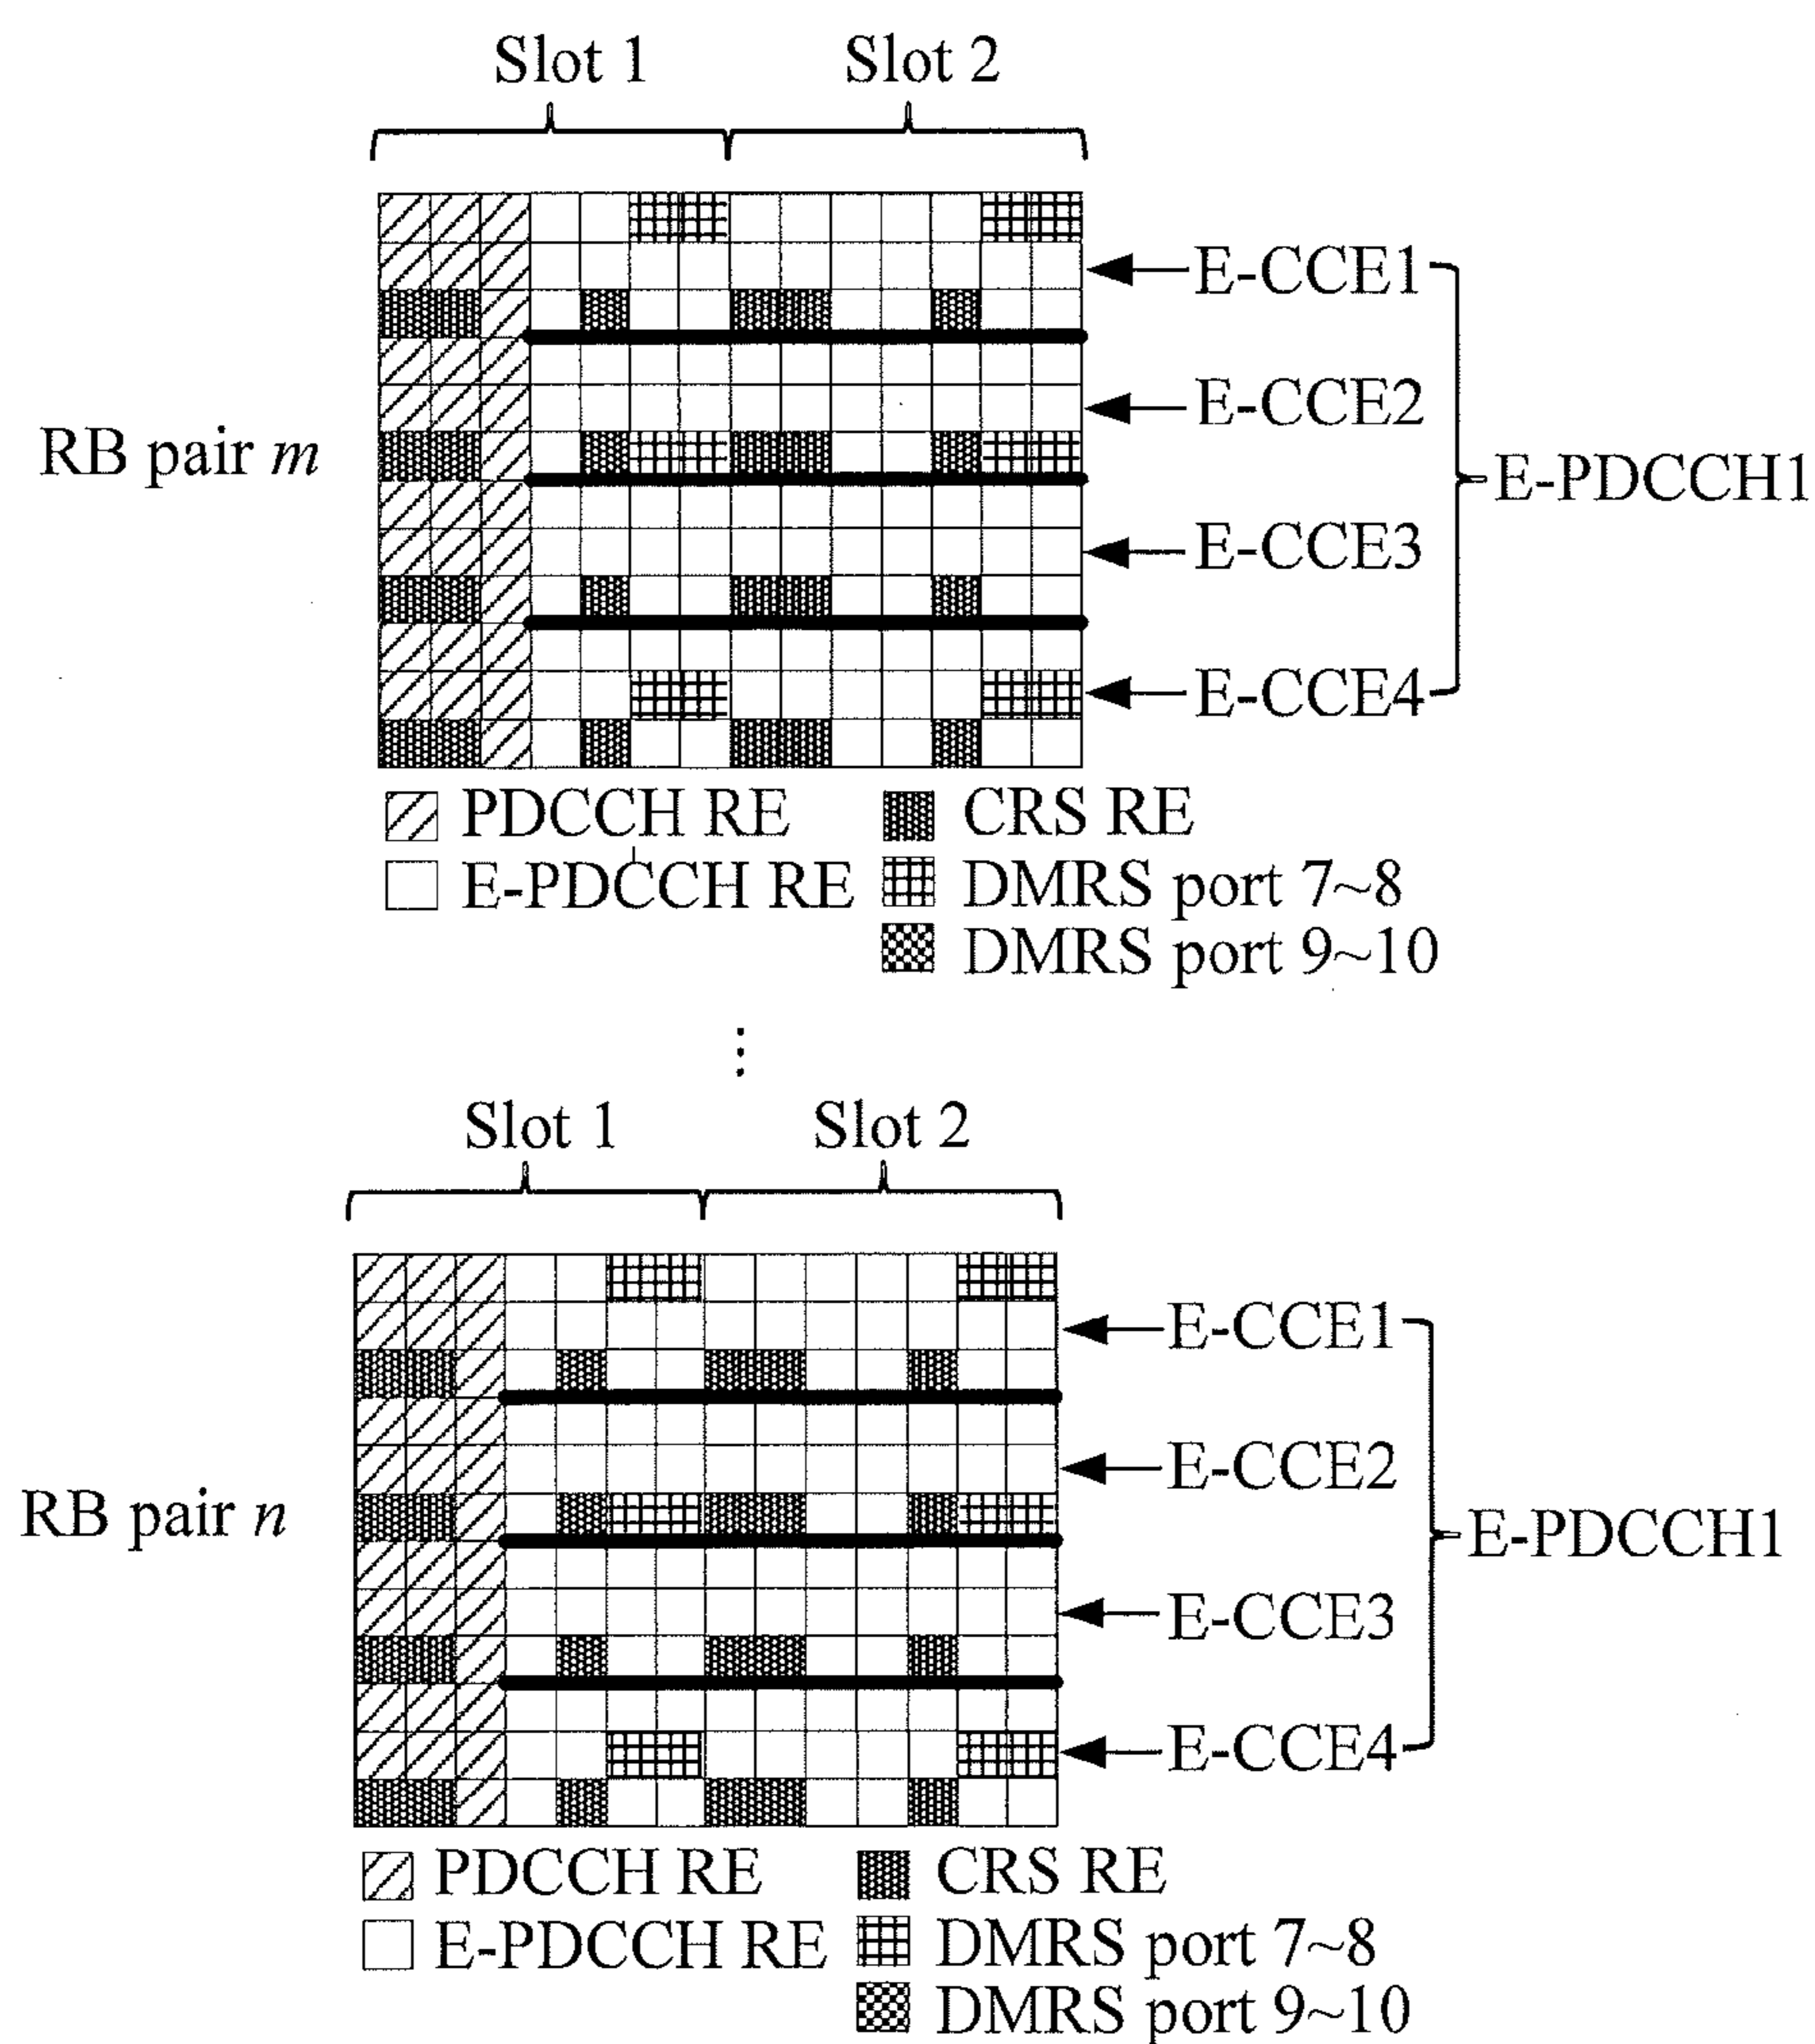 Slot 1 Slot 2
E-CCE1
E-CCE2
RB pair m
E-PDCCH1
E-CCE3
E-CCE4
PDCCH RE CRS RE
E-PDCCH RE DMRS port 7~8
DMRS port 9~10
⋮
Slot 1 Slot 2
E-CCE1
E-CCE2
RB pair n
E-PDCCH1
E-CCE3
E-CCE4
PDCCH RE CRS RE
E-PDCCH RE DMRS port 7~8
DMRS port 9~10